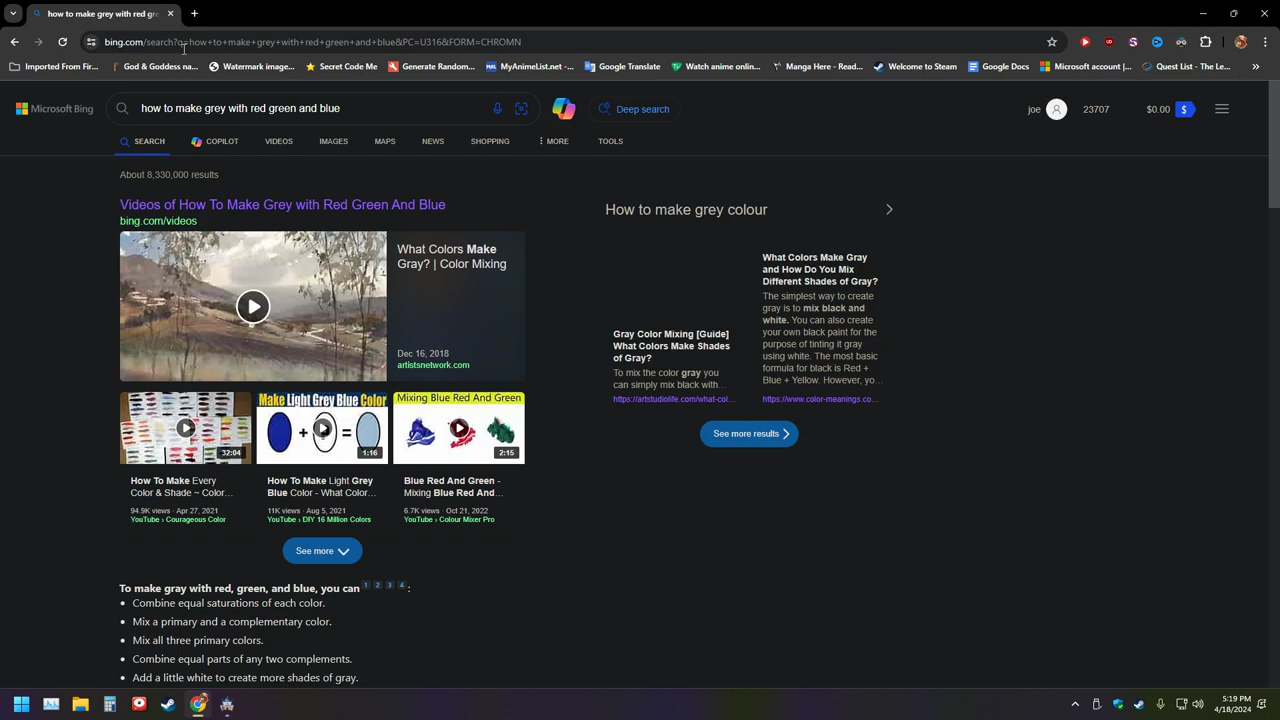 how to make grey with red gre
bing.com/search?q=how+to+make+grey+with+red+green+and+blue&PC=U316&FORM=CHROMN
Imported From Fir...
God & Goddess na...
Watermark image...
Secret Code Me
Generate Random...
MAL MyAnimeList.net -...
Google Translate
Watch anime onlin...
Manga Here - Read...
Welcome to Steam
Google Docs
Microsoft account |...
Quest List - The Le...
Microsoft Bing
how to make grey with red green and blue
Deep search
joe
23707
$0.00
$
SEARCH
COPILOT
VIDEOS
IMAGES
MAPS
NEWS
SHOPPING
MORE
TOOLS
About 8,330,000 results
Videos of How To Make Grey with Red Green And Blue
bing.com/videos
What Colors Make
Gray? | Color Mixing
Dec 16, 2018
artistsnetwork.com
32:04
How To Make Every
Color & Shade ~ Color...
94.9K views · Apr 27, 2021
YouTube › Courageous Color
Make Light Grey Blue Color
+
=
1:16
How To Make Light Grey
Blue Color - What Color...
11K views · Aug 5, 2021
YouTube › DIY 16 Million Colors
Mixing Blue Red And Green
2:15
Blue Red And Green -
Mixing Blue Red And...
6.7K views · Oct 21, 2022
YouTube › Colour Mixer Pro
See more
To make gray with red, green, and blue, you can 1 2 3 4 :
• Combine equal saturations of each color.
• Mix a primary and a complementary color.
• Mix all three primary colors.
• Combine equal parts of any two complements.
• Add a little white to create more shades of gray.
How to make grey colour
Gray Color Mixing [Guide]
What Colors Make Shades
of Gray?
To mix the color gray you
can simply mix black with...
https://artstudiolife.com/what-col...
What Colors Make Gray
and How Do You Mix
Different Shades of Gray?
The simplest way to create
gray is to mix black and
white. You can also create
your own black paint for the
purpose of tinting it gray
using white. The most basic
formula for black is Red +
Blue + Yellow. However, yo...
https://www.color-meanings.co...
See more results
5:19 PM
4/18/2024